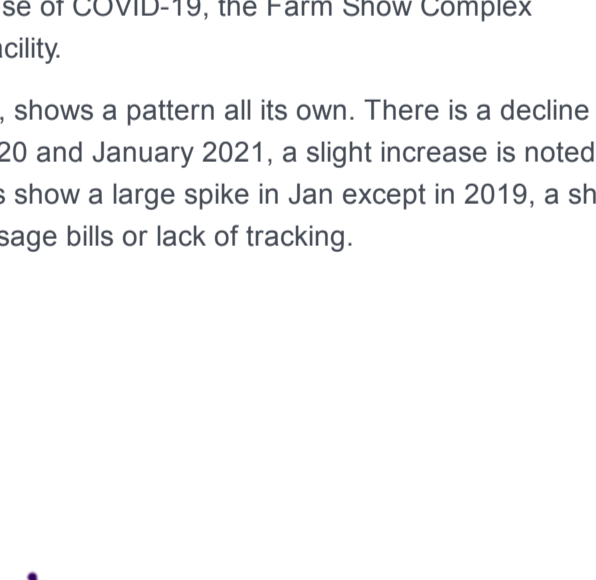 se of COVID-19, the Farm Show Complex
cility.
, shows a pattern all its own. There is a decline
20 and January 2021, a slight increase is noted
s show a large spike in Jan except in 2019, a sh
sage bills or lack of tracking.